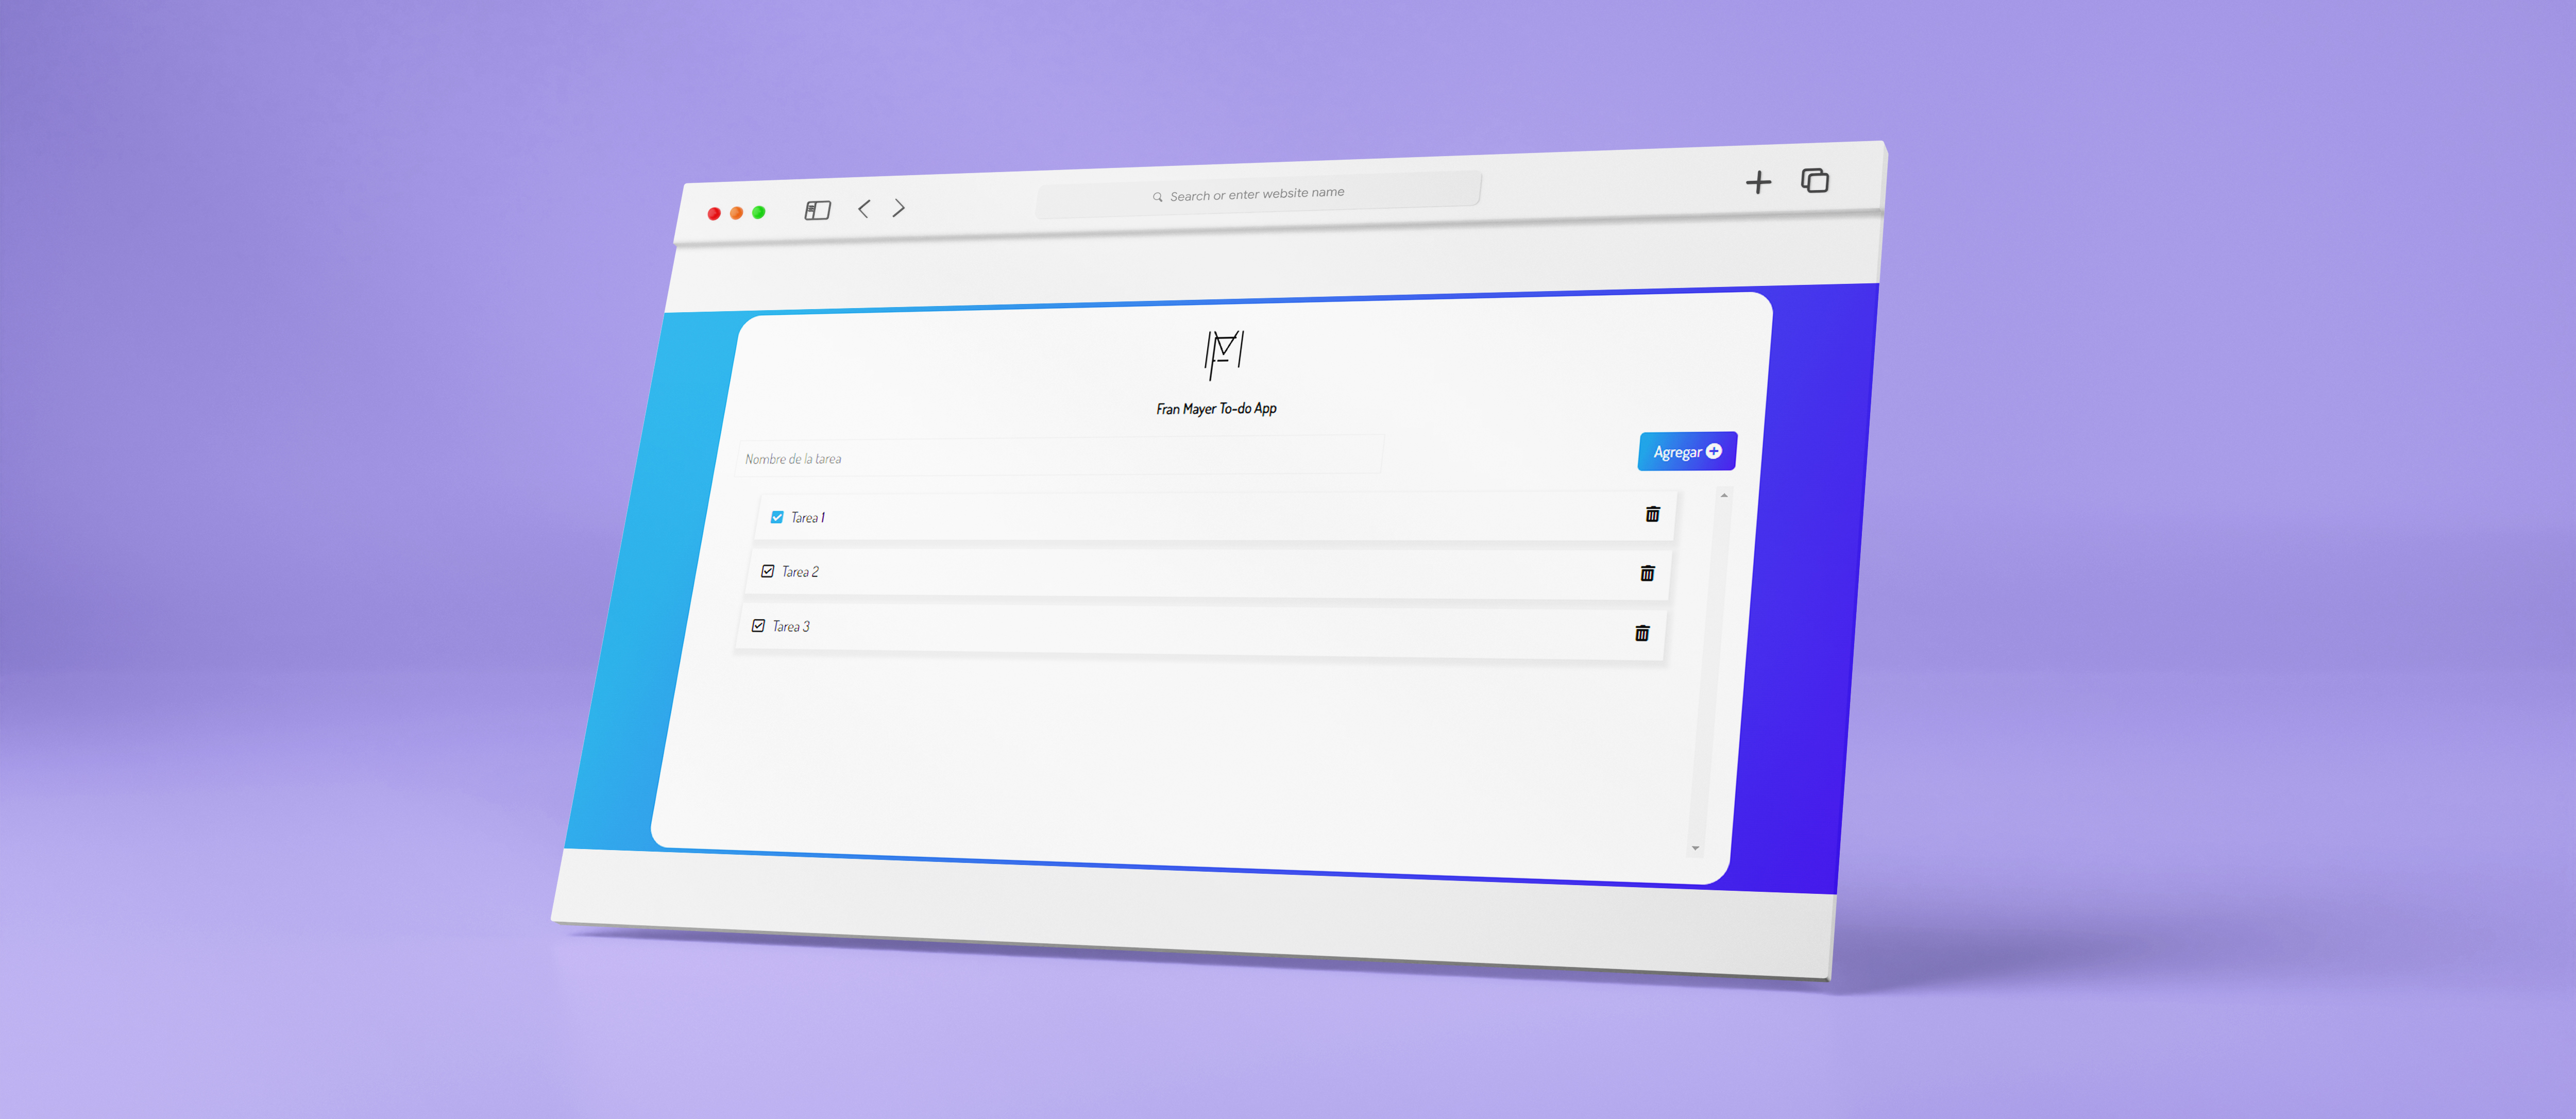 Search or enter website name
Fran Mayer To-do App
Nombre de la tarea
Agregar
Tarea 1
Tarea 2
Tarea 3